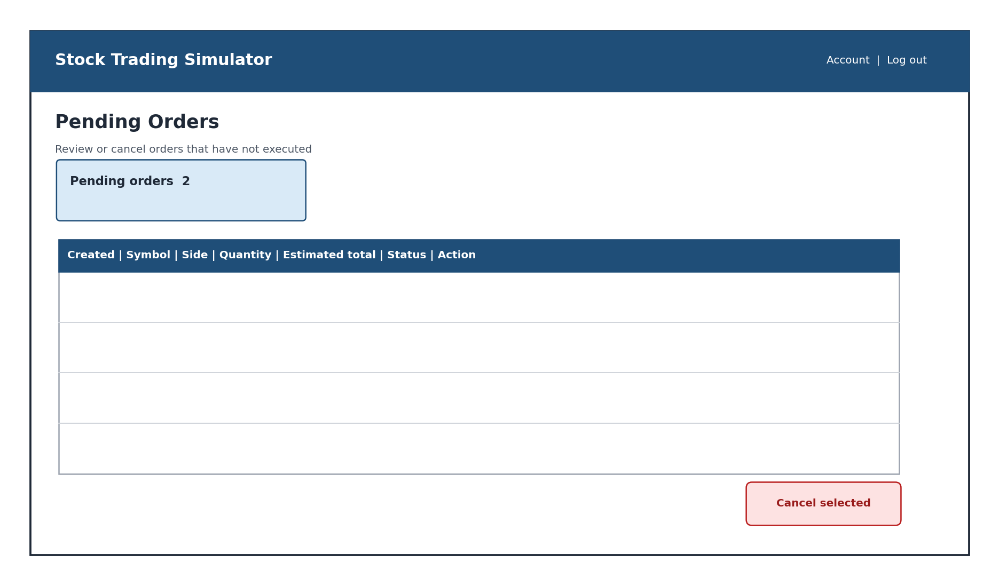 Stock Trading Simulator
Account | Log out
Pending Orders
Review or cancel orders that have not executed
Pending orders 2
Created | Symbol | Side | Quantity | Estimated total | Status | Action
Cancel selected